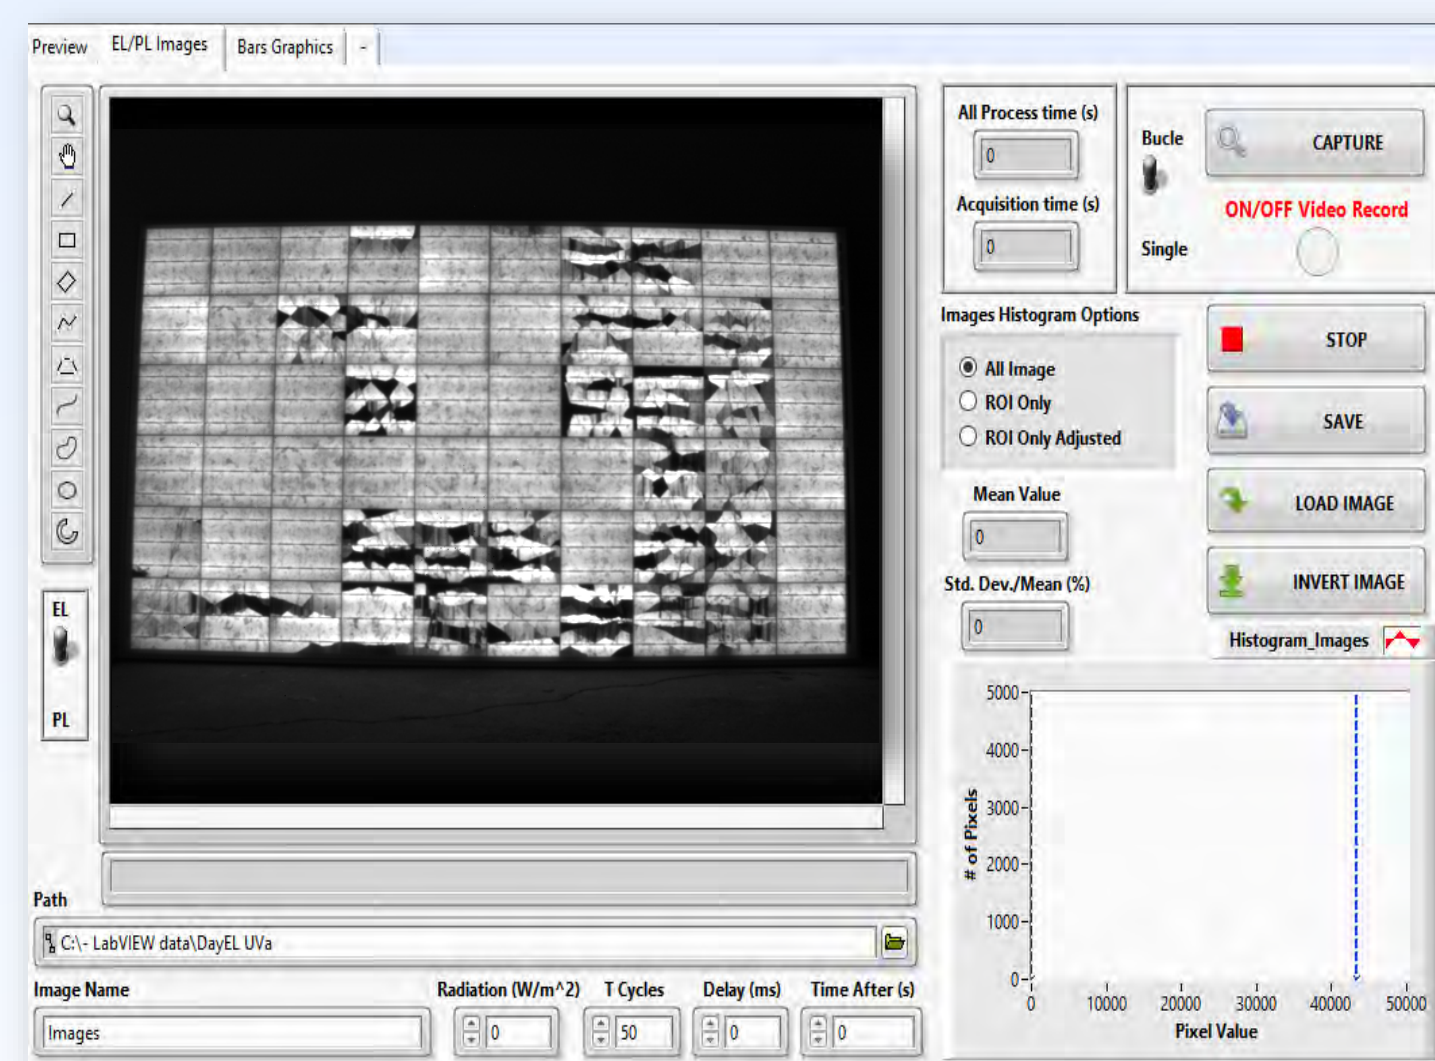 Preview EL/PL Images Bars Graphics -
All Process time (s)
0
Acquisition time (s)
0
Bucle
Single
CAPTURE
ON/OFF Video Record
Images Histogram Options
All Image
ROI Only
ROI Only Adjusted
Mean Value
0
Std. Dev./Mean (%)
0
STOP
SAVE
LOAD IMAGE
INVERT IMAGE
Histogram_Images
EL
PL
5000
4000
3000
2000
1000
0
# of Pixels
0 10000 20000 30000 40000 50000
Pixel Value
Path
C:\- LabVIEW data\DayEL UVa
Image Name
Images
Radiation (W/m^2) T Cycles Delay (ms) Time After (s)
0 50 0 0